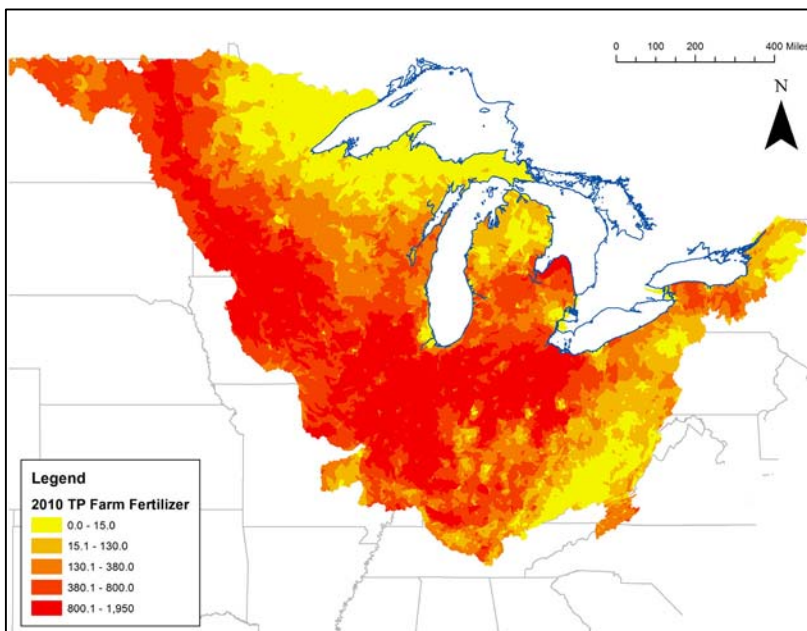 0 100 200 400 Miles
N
Legend
2010 TP Farm Fertilizer
0.0 - 15.0
15.1 - 130.0
130.1 - 380.0
380.1 - 800.0
800.1 - 1,950